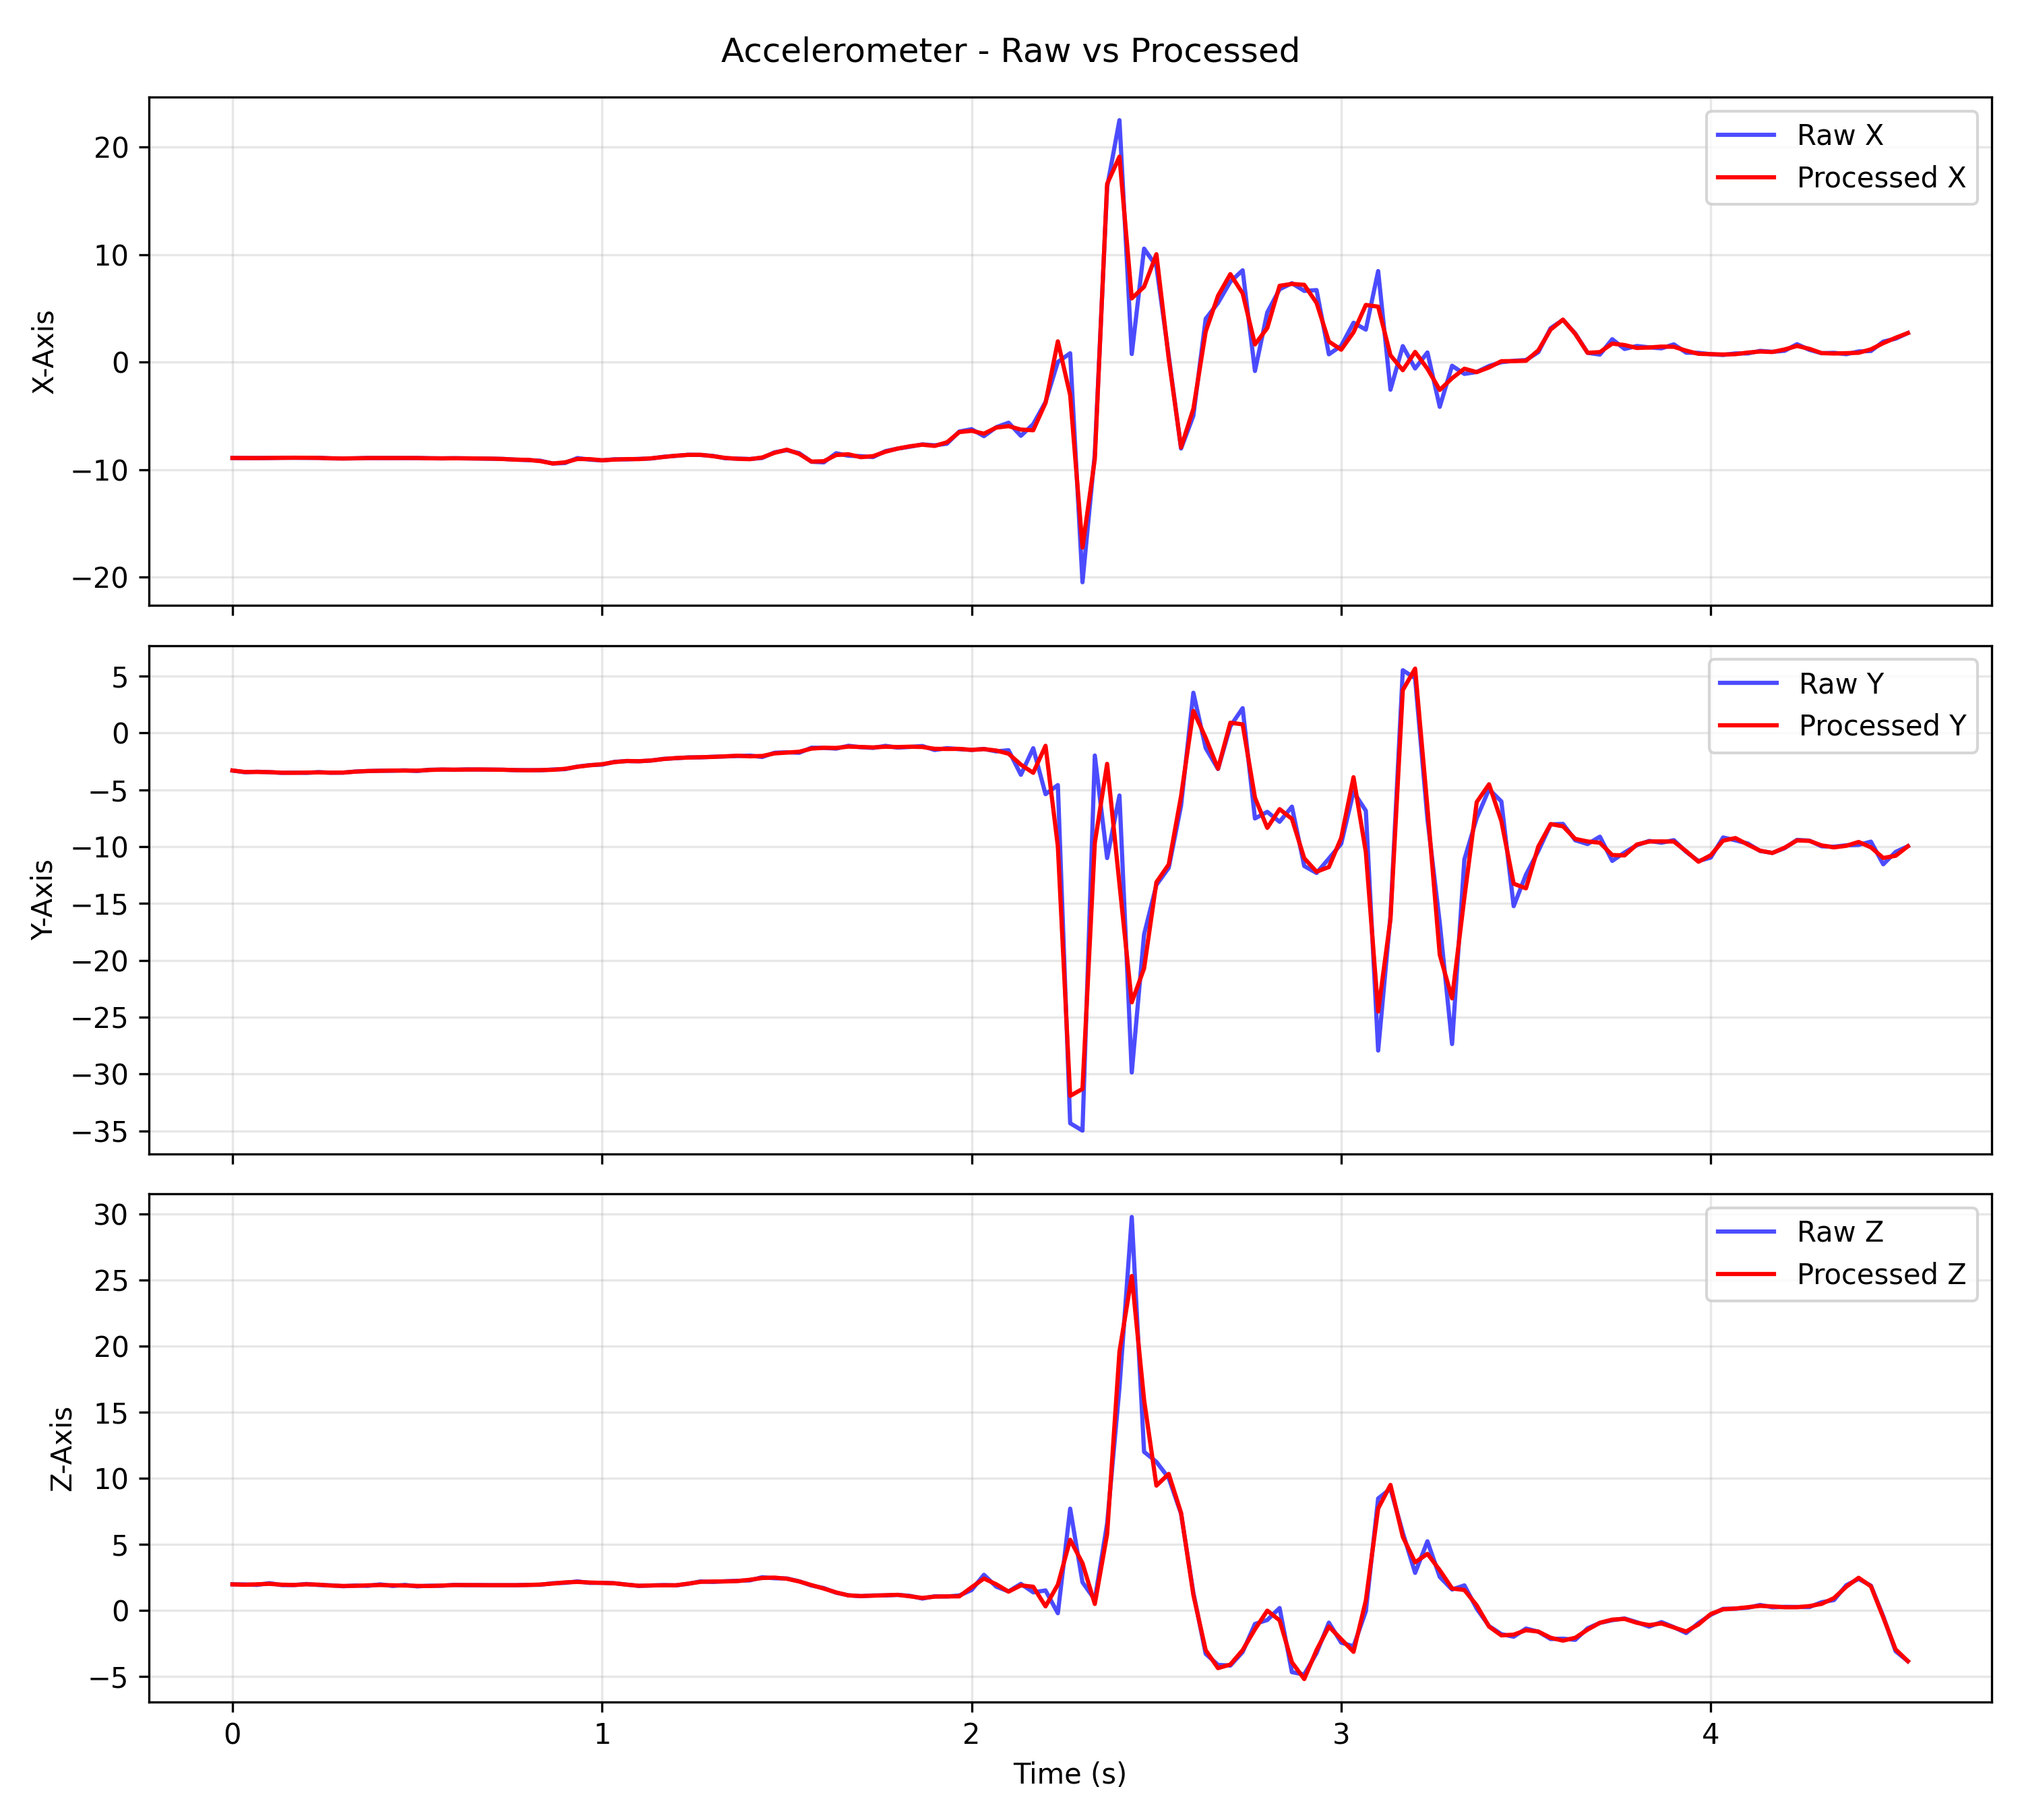 Accelerometer - Raw vs Processed
20
10
0
−10
−20
X-Axis
Raw X
Processed X
5
0
−5
−10
−15
−20
−25
−30
−35
Y-Axis
Raw Y
Processed Y
30
25
20
15
10
5
0
−5
Z-Axis
Raw Z
Processed Z
0 1 2 3 4
Time (s)